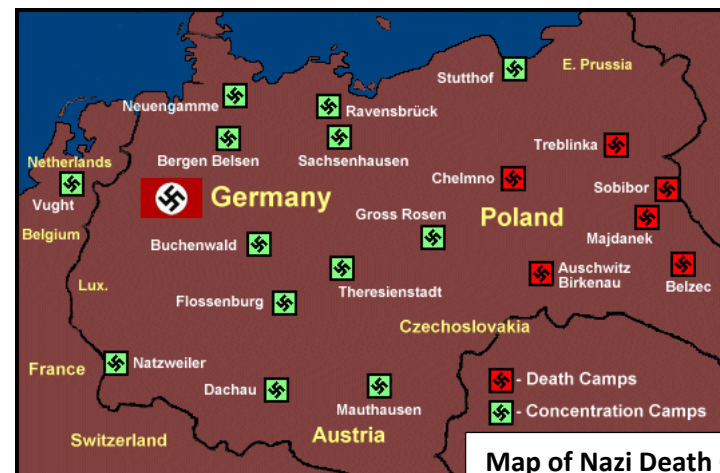 Stutthof
E. Prussia
Neuengamme
Ravensbrück
Treblinka
Bergen Belsen
Sachsenhausen
Netherlands
Chelmno
Sobibor
Vught
Germany
Gross Rosen
Poland
Belgium
Buchenwald
Majdanek
Auschwitz
Birkenau
Belzec
Lux.
Theresienstadt
Flossenburg
Czechoslovakia
France
Natzweiler
- Death Camps
Dachau
Mauthausen
- Concentration Camps
Switzerland
Austria
Map of Nazi Death